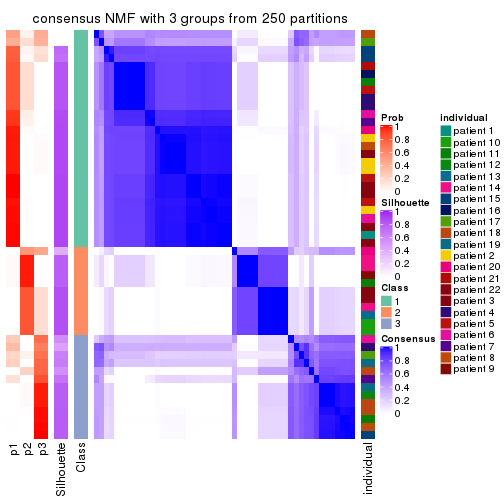 consensus NMF with 3 groups from 250 partitions
Prob
1
0.8
0.6
0.4
0.2
0
Silhouette
1
0.8
0.6
0.4
0.2
0
Class
1
2
3
Consensus
1
0.8
0.6
0.4
0.2
0
individual
patient 1
patient 10
patient 11
patient 12
patient 13
patient 14
patient 15
patient 16
patient 17
patient 18
patient 19
patient 2
patient 20
patient 21
patient 22
patient 3
patient 4
patient 5
patient 6
patient 7
patient 8
patient 9
p1
p2
p3
Silhouette
Class
individual